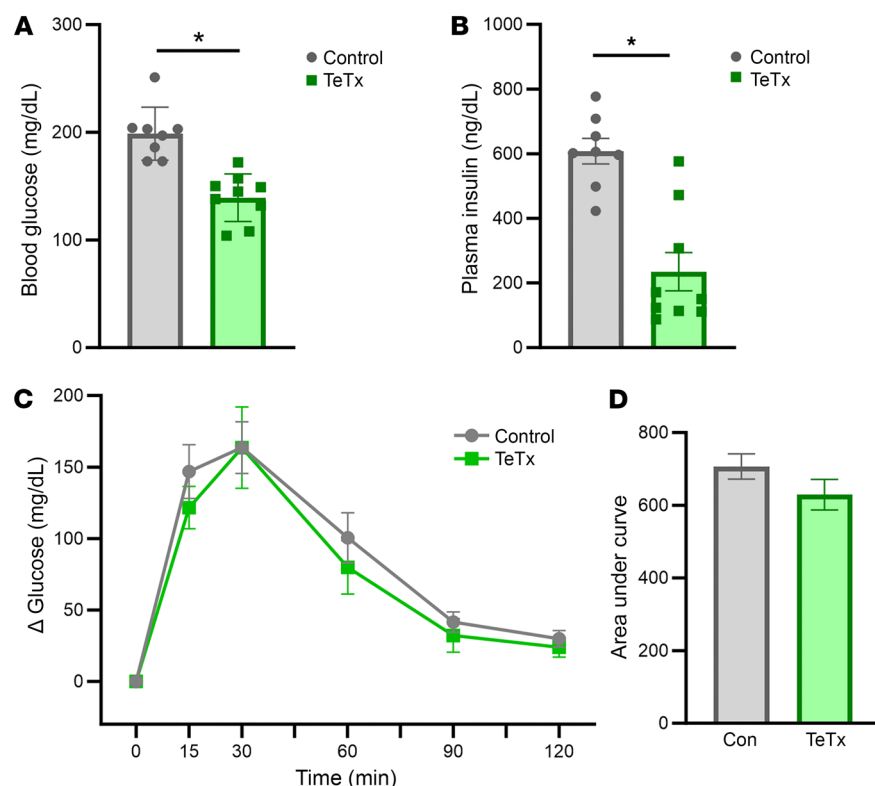 A
Blood glucose (mg/dL)
300
200
100
0
*
Control
TeTx
B
Plasma insulin (ng/dL)
1000
800
600
400
200
0
*
Control
TeTx
C
Δ Glucose (mg/dL)
200
150
100
50
0
Control
TeTx
0 15 30 60 90 120
Time (min)
D
Area under curve
800
600
400
200
0
Con TeTx